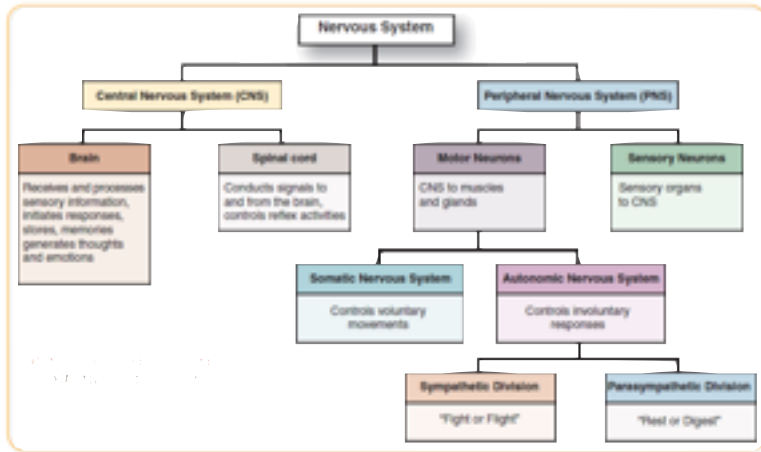 Nervous System
Central Nervous System (CNS)
Peripheral Nervous System (PNS)
Brain
Receives and processes
sensory information,
initiates responses,
stores, memories
generates thoughts
and emotions
Spinal cord
Conducts signals to
and from the brain,
controls reflex activities
Motor Neurons
CNS to muscles
and glands
Sensory Neurons
Sensory organs
to CNS
Somatic Nervous System
Controls voluntary
movements
Autonomic Nervous System
Controls involuntary
responses
Sympathetic Division
"Fight or Flight"
Parasympathetic Division
"Rest or Digest"